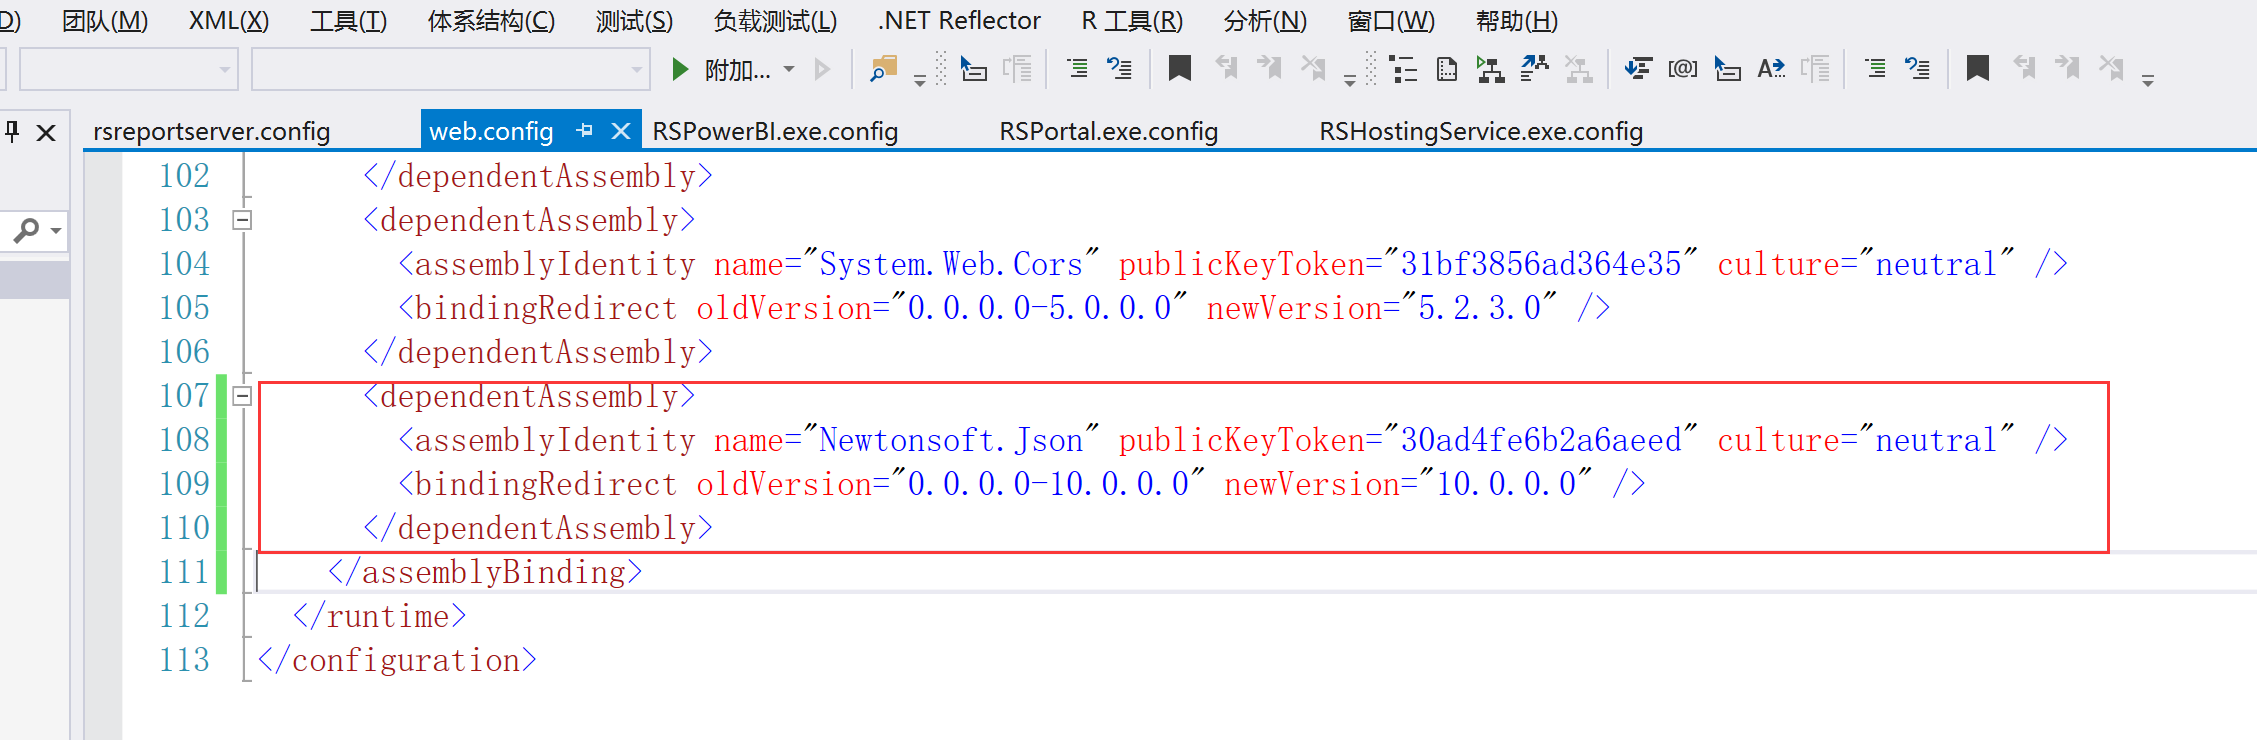 D) 团队(M) XML(X) 工具(T) 体系结构(C) 测试(S) 负载测试(L) .NET Reflector R 工具(R) 分析(N) 窗口(W) 帮助(H)
附加...
rsreportserver.config web.config RSPowerBI.exe.config RSPortal.exe.config RSHostingService.exe.config
102 </dependentAssembly>
103 <dependentAssembly>
104 <assemblyIdentity name="System.Web.Cors" publicKeyToken="31bf3856ad364e35" culture="neutral" />
105 <bindingRedirect oldVersion="0.0.0.0-5.0.0.0" newVersion="5.2.3.0" />
106 </dependentAssembly>
107 <dependentAssembly>
108 <assemblyIdentity name="Newtonsoft.Json" publicKeyToken="30ad4fe6b2a6aeed" culture="neutral" />
109 <bindingRedirect oldVersion="0.0.0.0-10.0.0.0" newVersion="10.0.0.0" />
110 </dependentAssembly>
111 </assemblyBinding>
112 </runtime>
113 </configuration>